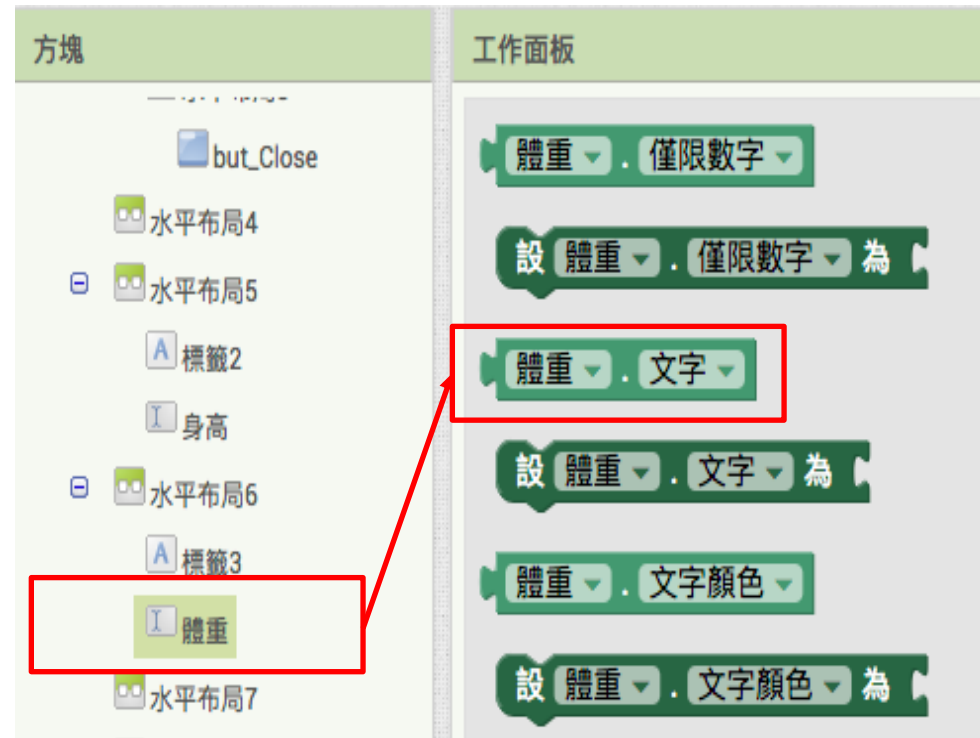 方塊
but_Close
水平布局4
水平布局5
A 標籤2
身高
水平布局6
A 標籤3
體重
水平布局7
工作面板
體重 . 僅限數字
設 體重 . 僅限數字 為
體重 . 文字
設 體重 . 文字 為
體重 . 文字顏色
設 體重 . 文字顏色 為